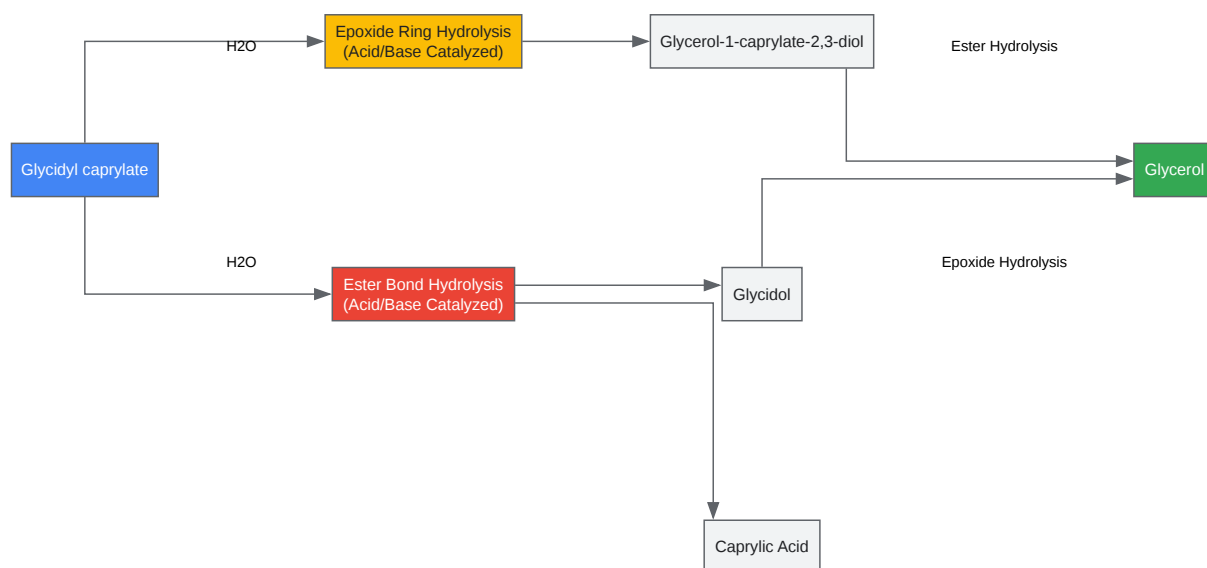 H2O
Epoxide Ring Hydrolysis
(Acid/Base Catalyzed)
Glycerol-1-caprylate-2,3-diol
Ester Hydrolysis
Glycidyl caprylate
Glycerol
H2O
Ester Bond Hydrolysis
(Acid/Base Catalyzed)
Glycidol
Epoxide Hydrolysis
Caprylic Acid